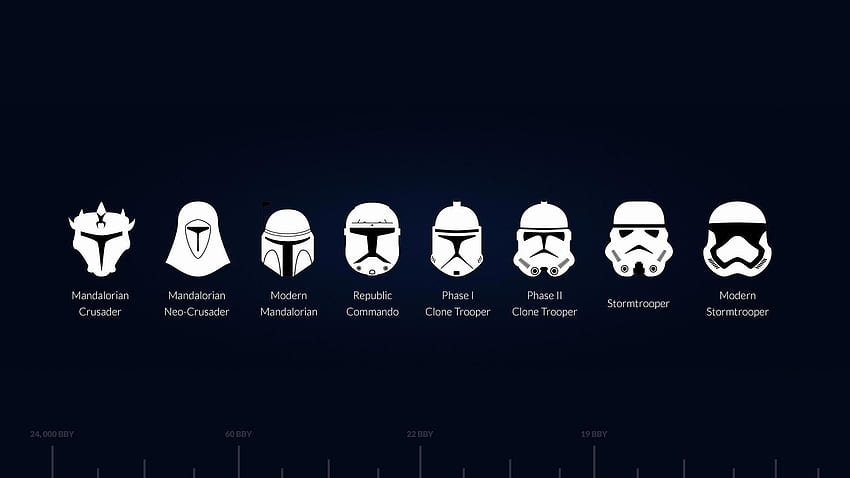 Mandalorian
Crusader
Mandalorian
Neo-Crusader
Modern
Mandalorian
Republic
Commando
Phase I
Clone Trooper
Phase II
Clone Trooper
Stormtrooper
Modern
Stormtrooper
24,000 BBY
60 BBY
22 BBY
19 BBY